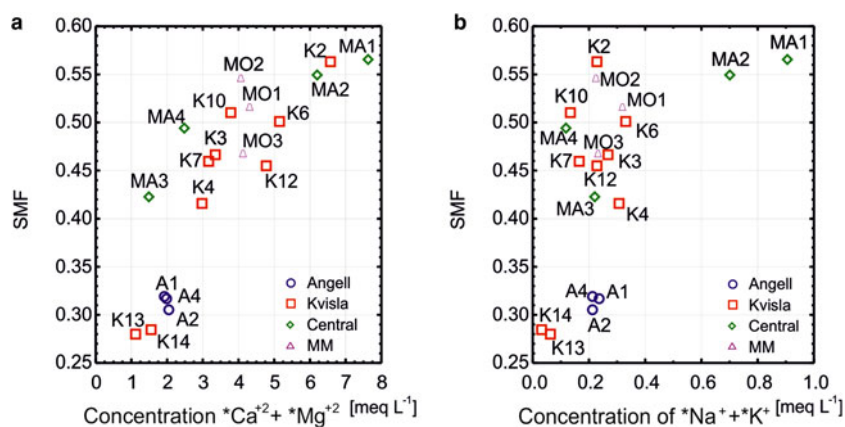 a
0.60
0.55
0.50
0.45
0.40
0.35
0.30
0.25
SMF
K2
MA1
MO2
MA2
K10
MO1
K6
MA4
K3
MO3
K7
K12
MA3
K4
A1
A4
A2
K13
K14
Angell
Kvisla
Central
MM
0 1 2 3 4 5 6 7 8
Concentration *Ca⁺²+ *Mg⁺² [meq L⁻¹]
b
0.60
0.55
0.50
0.45
0.40
0.35
0.30
0.25
SMF
K2
MA1
MA2
MO2
K10
MO1
K6
MA4
MO3
K7
K3
K12
MA3
K4
A4
A1
A2
K14
K13
Angell
Kvisla
Central
MM
0.0 0.2 0.4 0.6 0.8 1.0
Concentration of *Na⁺+*K⁺ [meq L⁻¹]